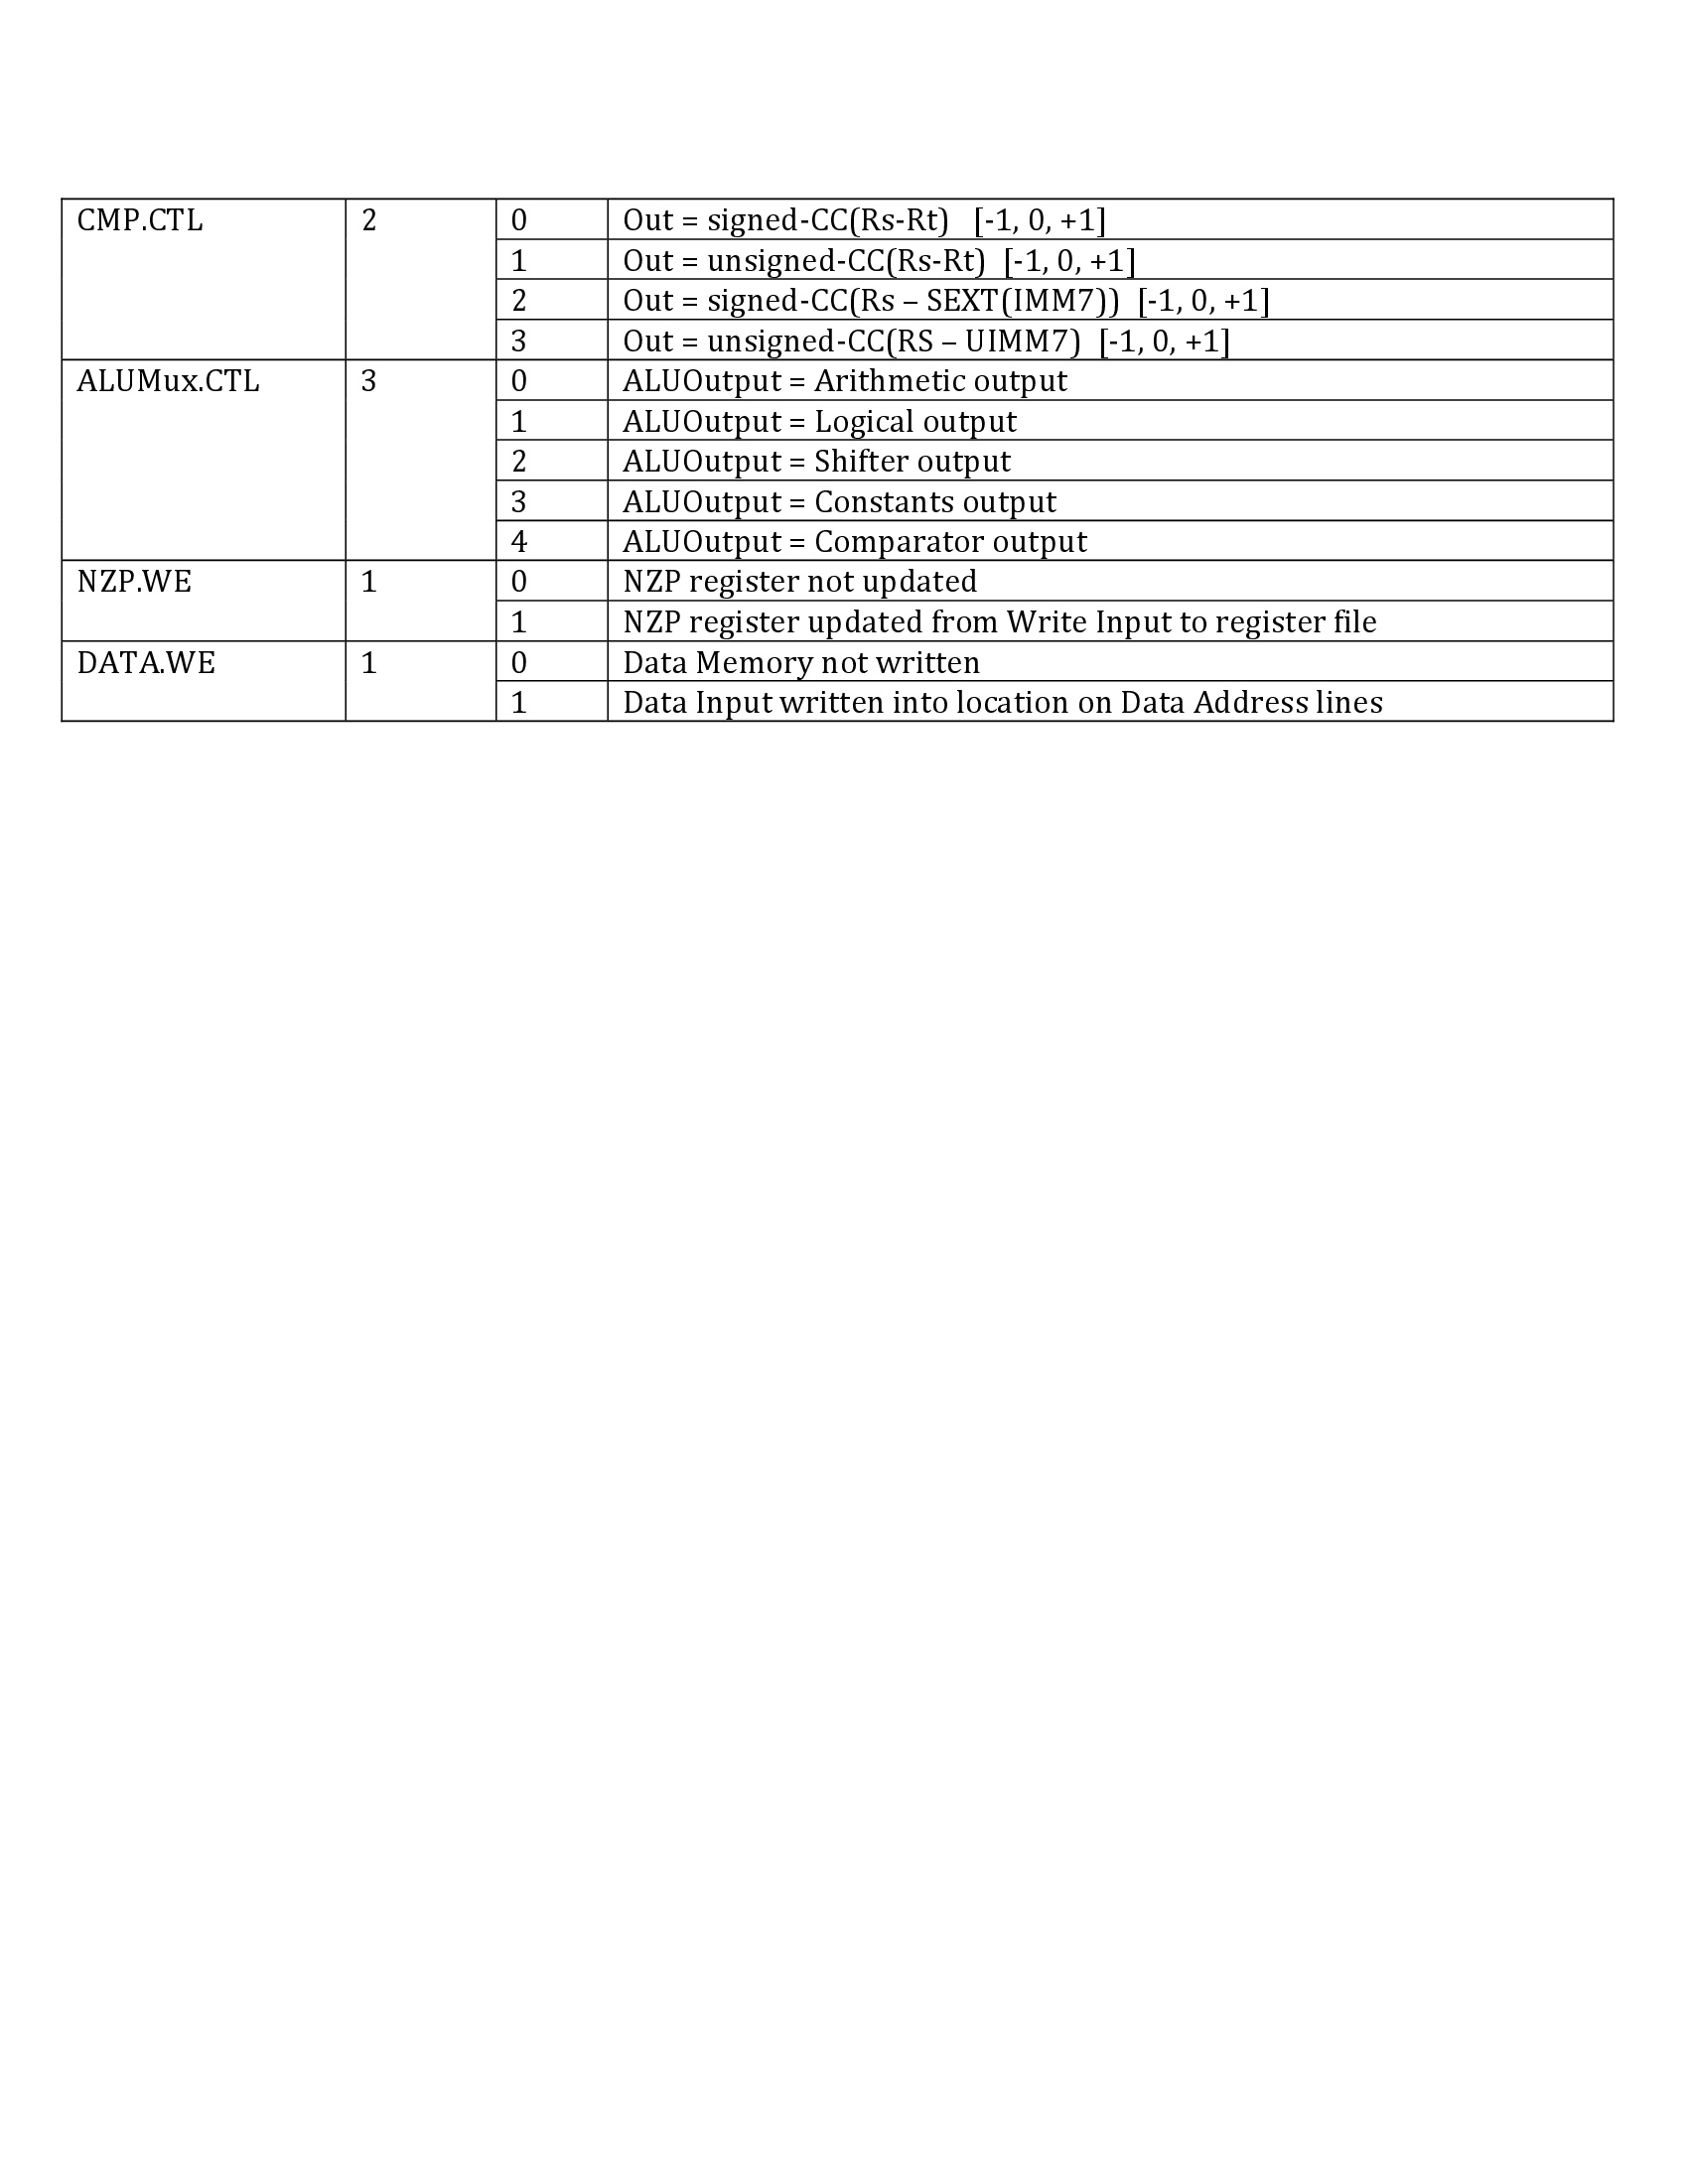 CMP.CTL 2 0 Out = signed-CC(Rs-Rt) [-1, 0, +1]
1 Out = unsigned-CC(Rs-Rt) [-1, 0, +1]
2 Out = signed-CC(Rs – SEXT(IMM7)) [-1, 0, +1]
3 Out = unsigned-CC(RS – UIMM7) [-1, 0, +1]
ALUMux.CTL 3 0 ALUOutput = Arithmetic output
1 ALUOutput = Logical output
2 ALUOutput = Shifter output
3 ALUOutput = Constants output
4 ALUOutput = Comparator output
NZP.WE 1 0 NZP register not updated
1 NZP register updated from Write Input to register file
DATA.WE 1 0 Data Memory not written
1 Data Input written into location on Data Address lines